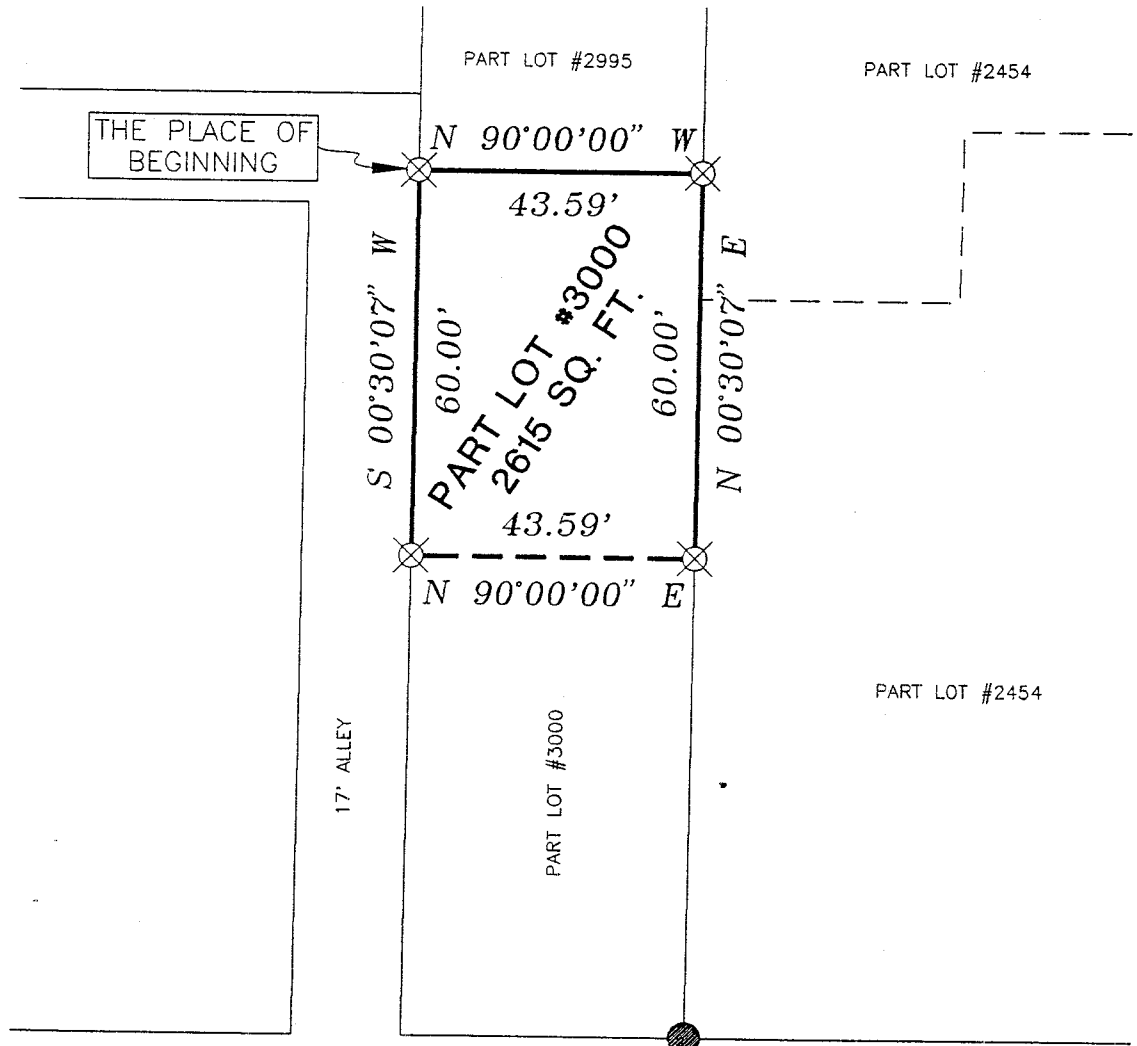 PART LOT #2995
PART LOT #2454
THE PLACE OF
BEGINNING
N 90°00'00" W
43.59'
S 00°30'07" W
60.00'
PART LOT #3000
2615 SQ. FT.
60.00'
N 00°30'07" E
43.59'
N 90°00'00" E
PART LOT #2454
17' ALLEY
PART LOT #3000